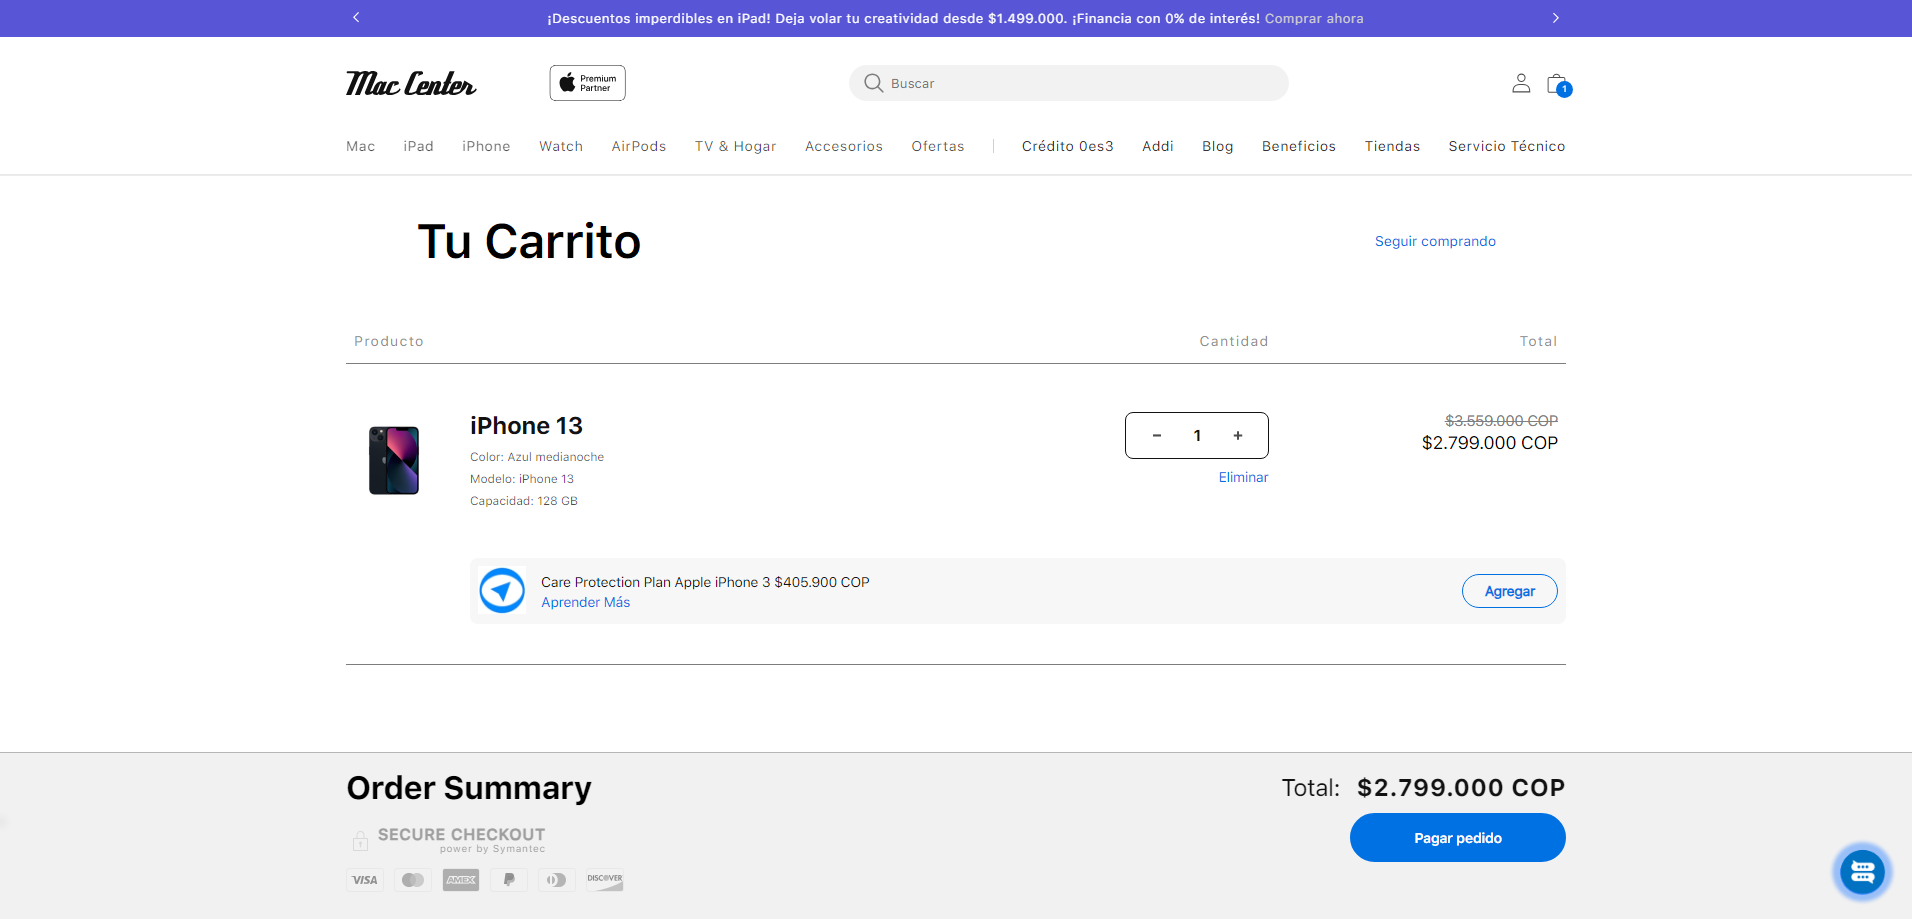 ¡Descuentos imperdibles en iPad! Deja volar tu creatividad desde $1.499.000. ¡Financia con 0% de interés! Comprar ahora
Mac Center
Premium
Partner
Buscar
1
Mac iPad iPhone Watch AirPods TV & Hogar Accesorios Ofertas Crédito 0es3 Addi Blog Beneficios Tiendas Servicio Técnico
Tu Carrito
Seguir comprando
Producto Cantidad Total
iPhone 13
Color: Azul medianoche
Modelo: iPhone 13
Capacidad: 128 GB
− 1 +
Eliminar
$3.559.000 COP
$2.799.000 COP
Care Protection Plan Apple iPhone 3 $405.900 COP
Aprender Más
Agregar
Order Summary
Total: $2.799.000 COP
SECURE CHECKOUT
power by Symantec
Pagar pedido
VISA AMEX DISCOVER